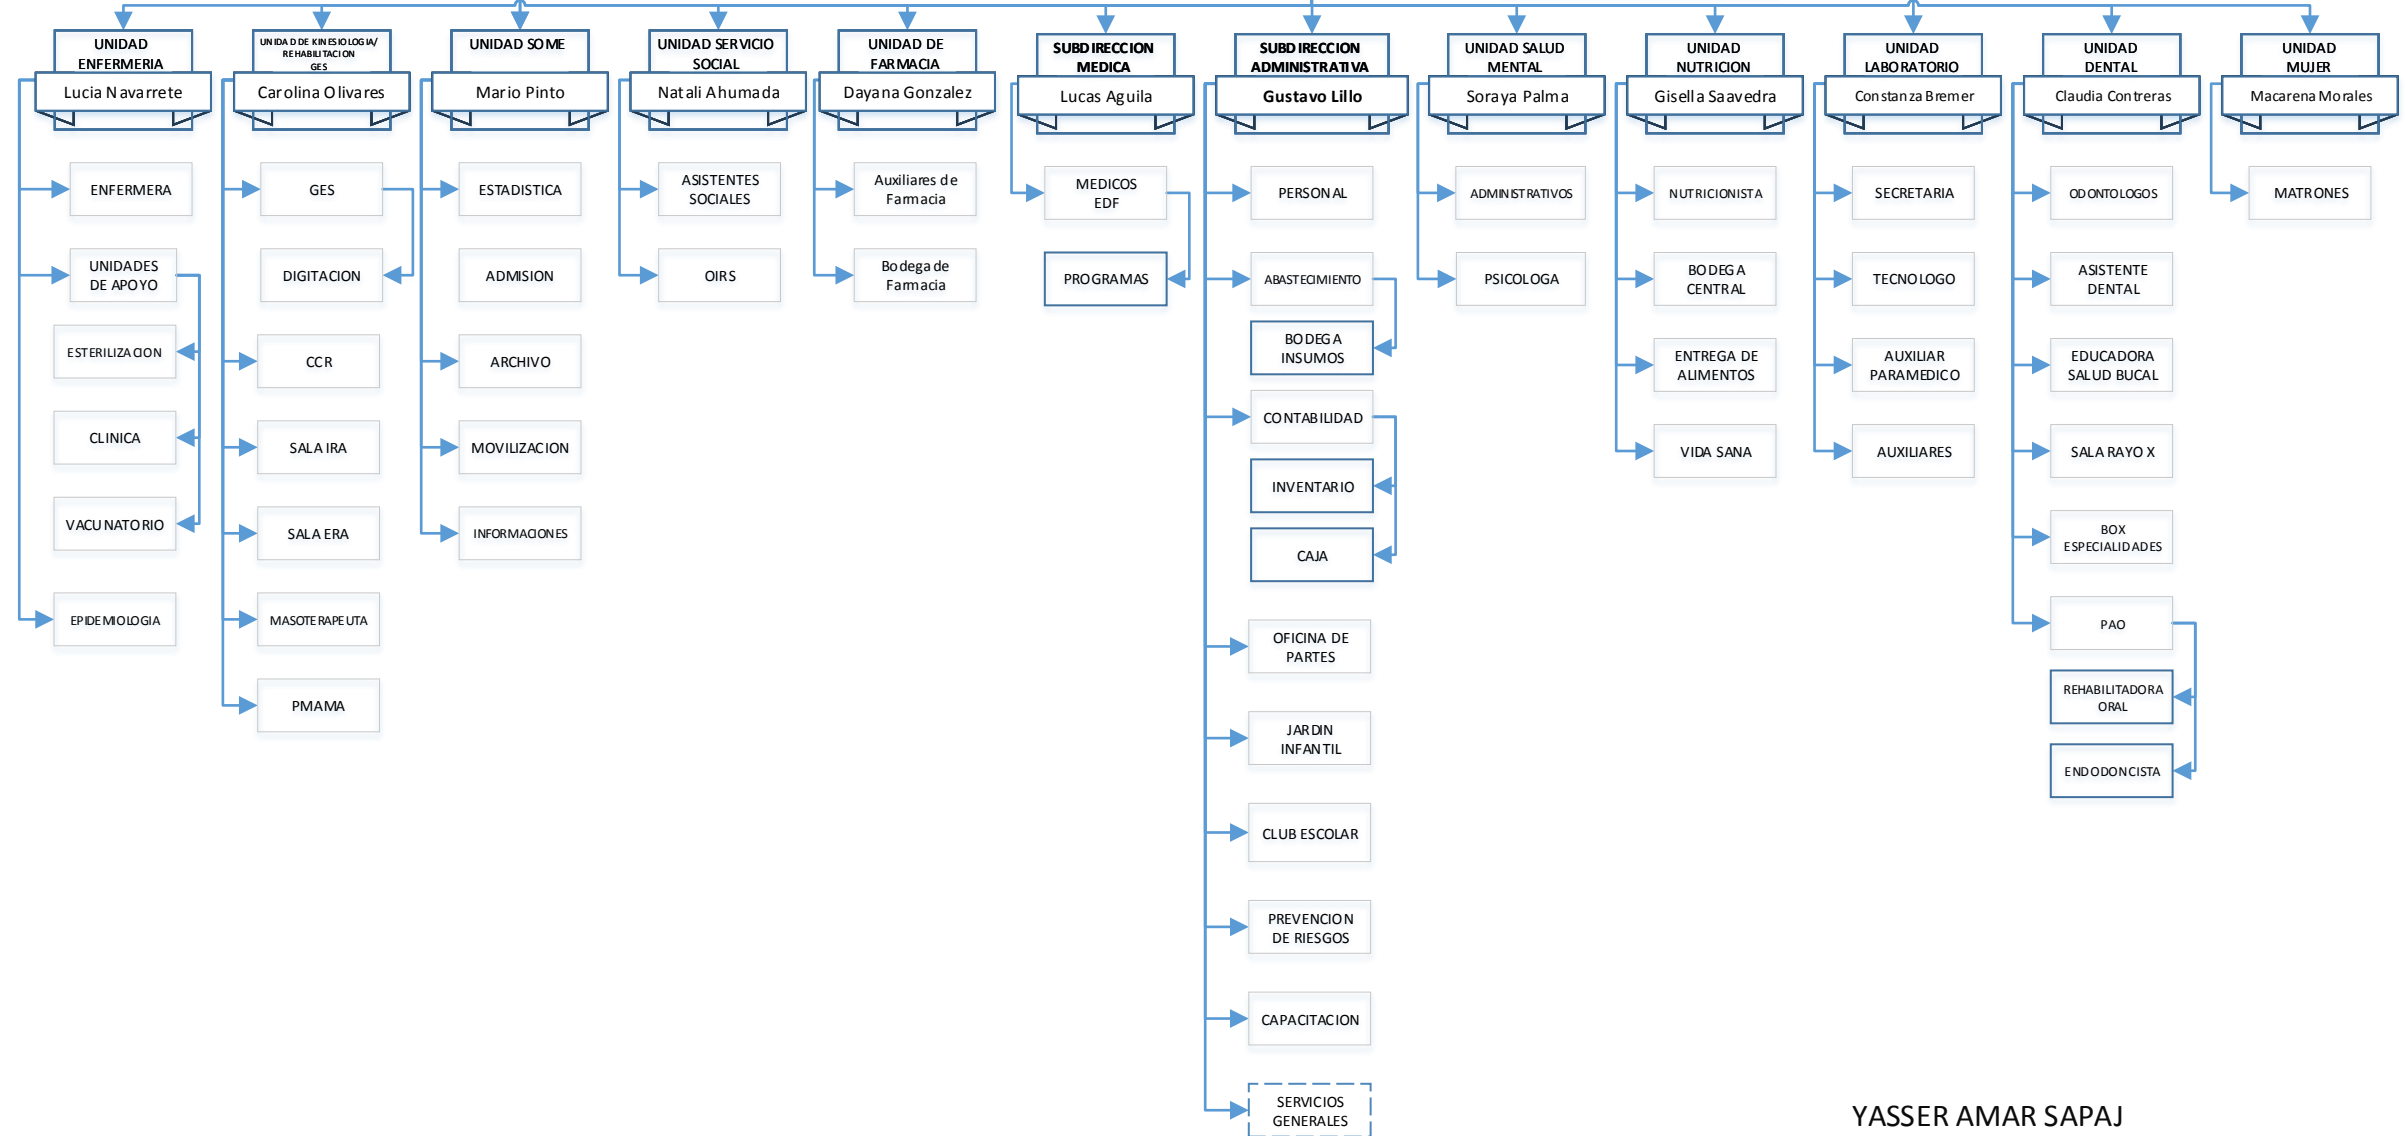 UNIDAD
ENFERMERIA
Lucia Navarrete
ENFERMERA
UNIDADES
DE APOYO
ESTERILIZACION
CLINICA
VACUNATORIO
EPIDEMIOLOGIA
UNIDAD DE KINESIOLOGIA/
REHABILITACION
GES
Carolina Olivares
GES
DIGITACION
CCR
SALA IRA
SALA ERA
MASOTERAPEUTA
PMAMA
UNIDAD SOME
Mario Pinto
ESTADISTICA
ADMISION
ARCHIVO
MOVILIZACION
INFORMACIONES
UNIDAD SERVICIO
SOCIAL
Natali Ahumada
ASISTENTES
SOCIALES
OIRS
UNIDAD DE
FARMACIA
Dayana Gonzalez
Auxiliares de
Farmacia
Bodega de
Farmacia
SUBDIRECCION
MEDICA
Lucas Aguila
MEDICOS
EDF
PROGRAMAS
SUBDIRECCION
ADMINISTRATIVA
Gustavo Lillo
PERSONAL
ABASTECIMIENTO
BODEGA
INSUMOS
CONTABILIDAD
INVENTARIO
CAJA
OFICINA DE
PARTES
JARDIN
INFANTIL
CLUB ESCOLAR
PREVENCION
DE RIESGOS
CAPACITACION
SERVICIOS
GENERALES
UNIDAD SALUD
MENTAL
Soraya Palma
ADMINISTRATIVOS
PSICOLOGA
UNIDAD
NUTRICION
Gisella Saavedra
NUTRICIONISTA
BODEGA
CENTRAL
ENTREGA DE
ALIMENTOS
VIDA SANA
UNIDAD
LABORATORIO
Constanza Bremer
SECRETARIA
TECNOLOGO
AUXILIAR
PARAMEDICO
AUXILIARES
UNIDAD
DENTAL
Claudia Contreras
ODONTOLOGOS
ASISTENTE
DENTAL
EDUCADORA
SALUD BUCAL
SALA RAYO X
BOX
ESPECIALIDADES
PAO
REHABILITADORA
ORAL
ENDODONCISTA
UNIDAD
MUJER
Macarena Morales
MATRONES
YASSER AMAR SAPAJ